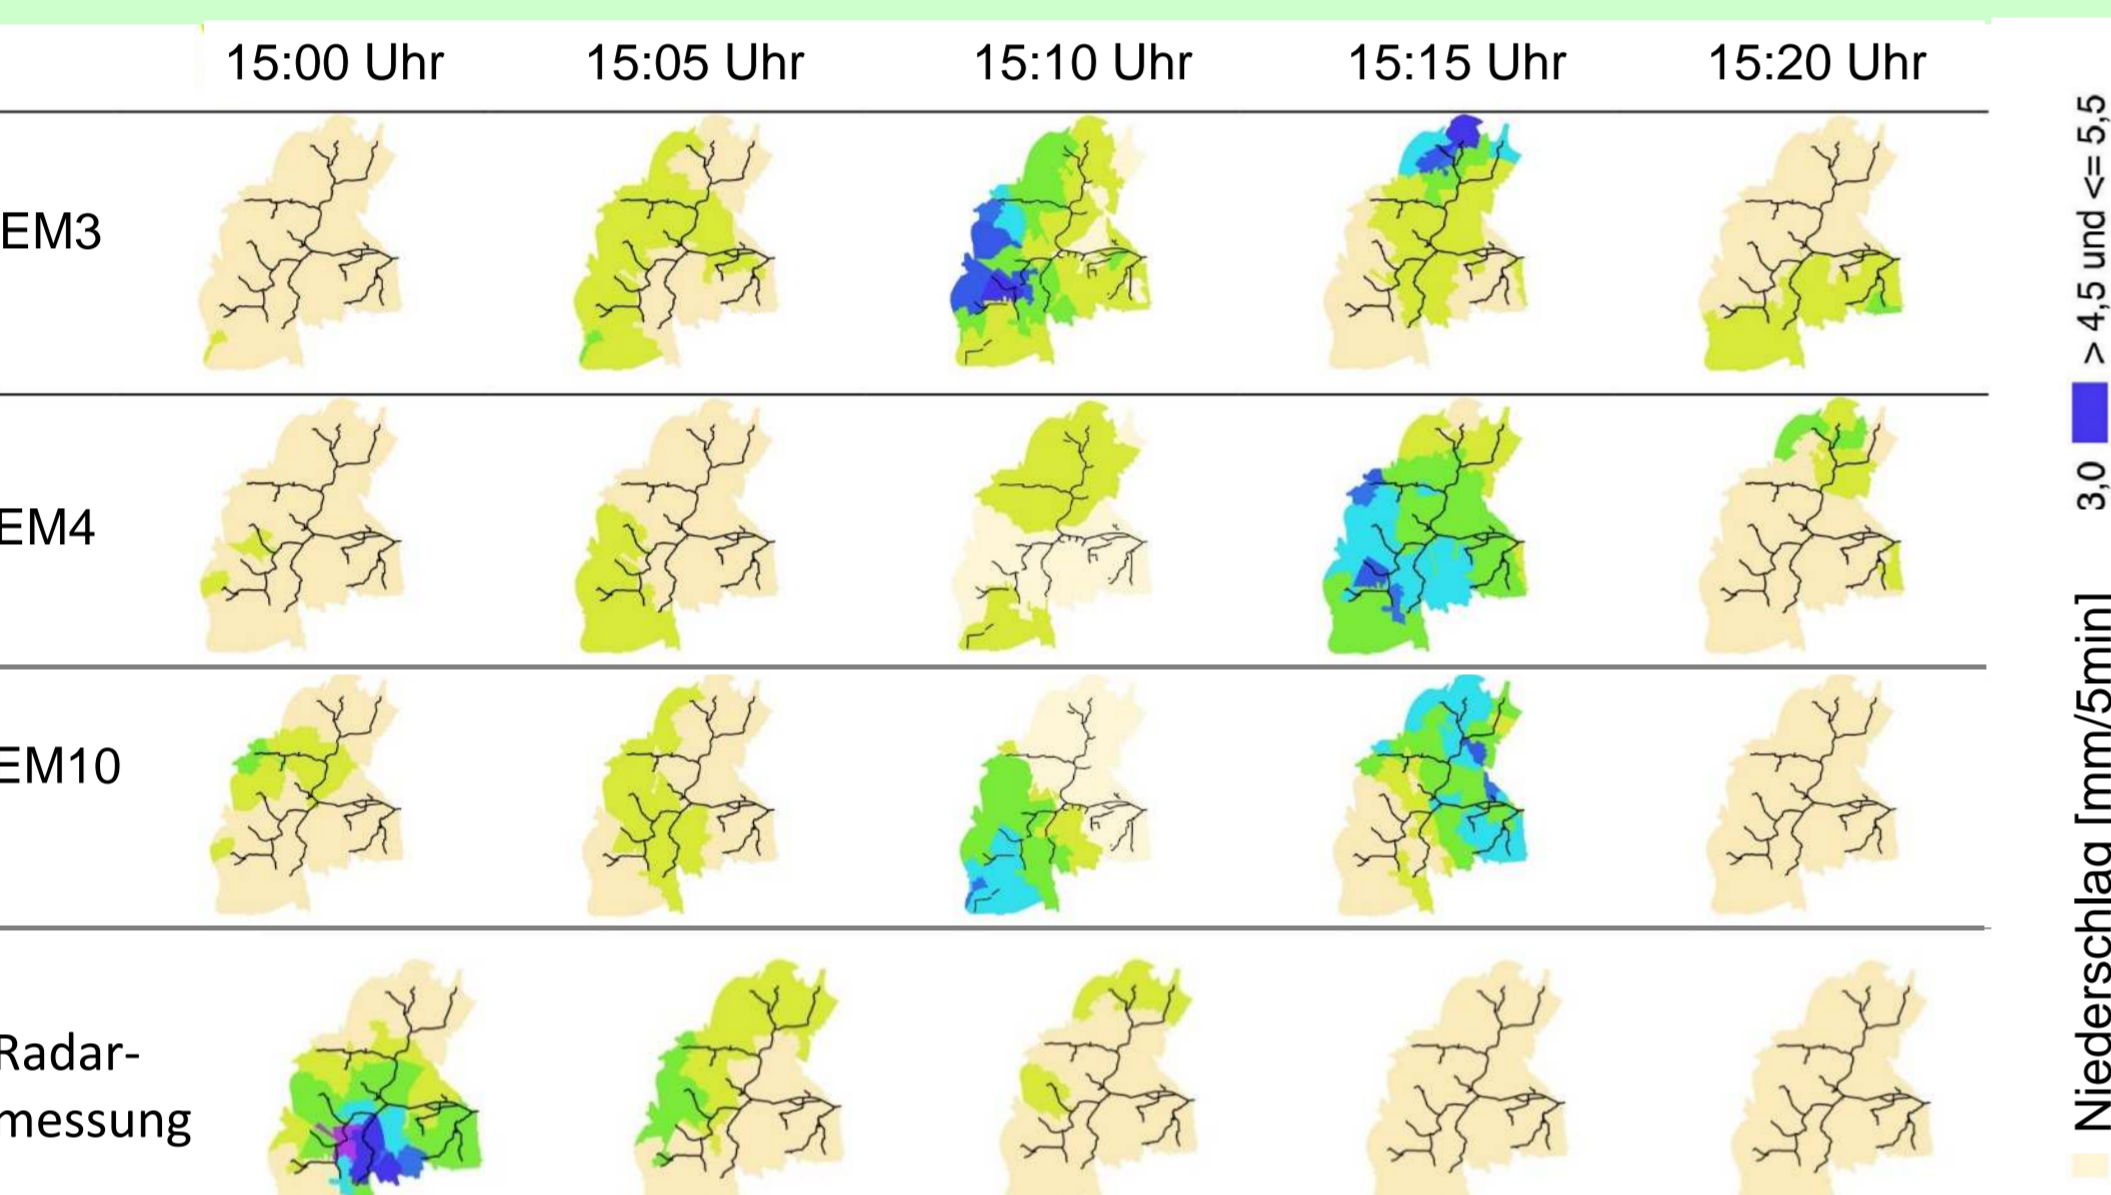 15:00 Uhr 15:05 Uhr 15:10 Uhr 15:15 Uhr 15:20 Uhr
EM3
EM4
EM10
Radar-
messung
> 4,5 und <= 5,5
3,0
Niederschlag [mm/5min]